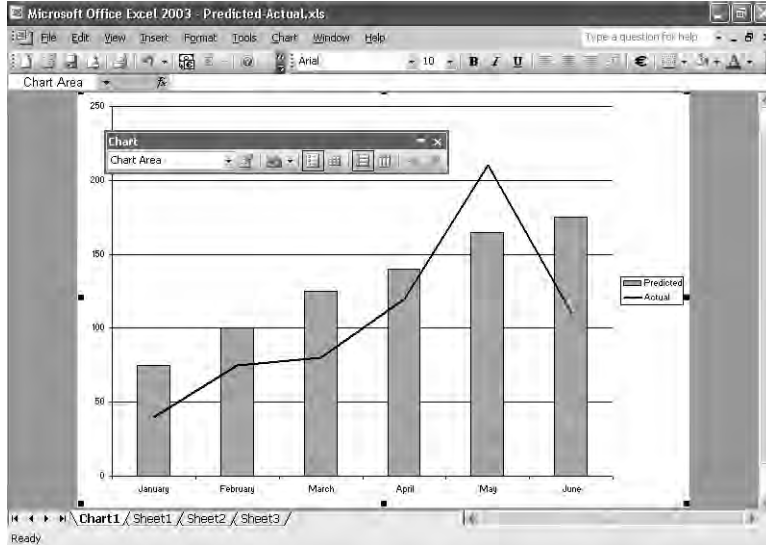 Microsoft Office Excel 2003 - Predicted-Actual.xls
File Edit View Insert Format Tools Chart Window Help Type a question for help
Arial 10 B I U €
Chart Area fx
250
Chart
Chart Area
200
150
Predicted
Actual
100
50
0
January February March April May June
Chart1 Sheet1 Sheet2 Sheet3
Ready